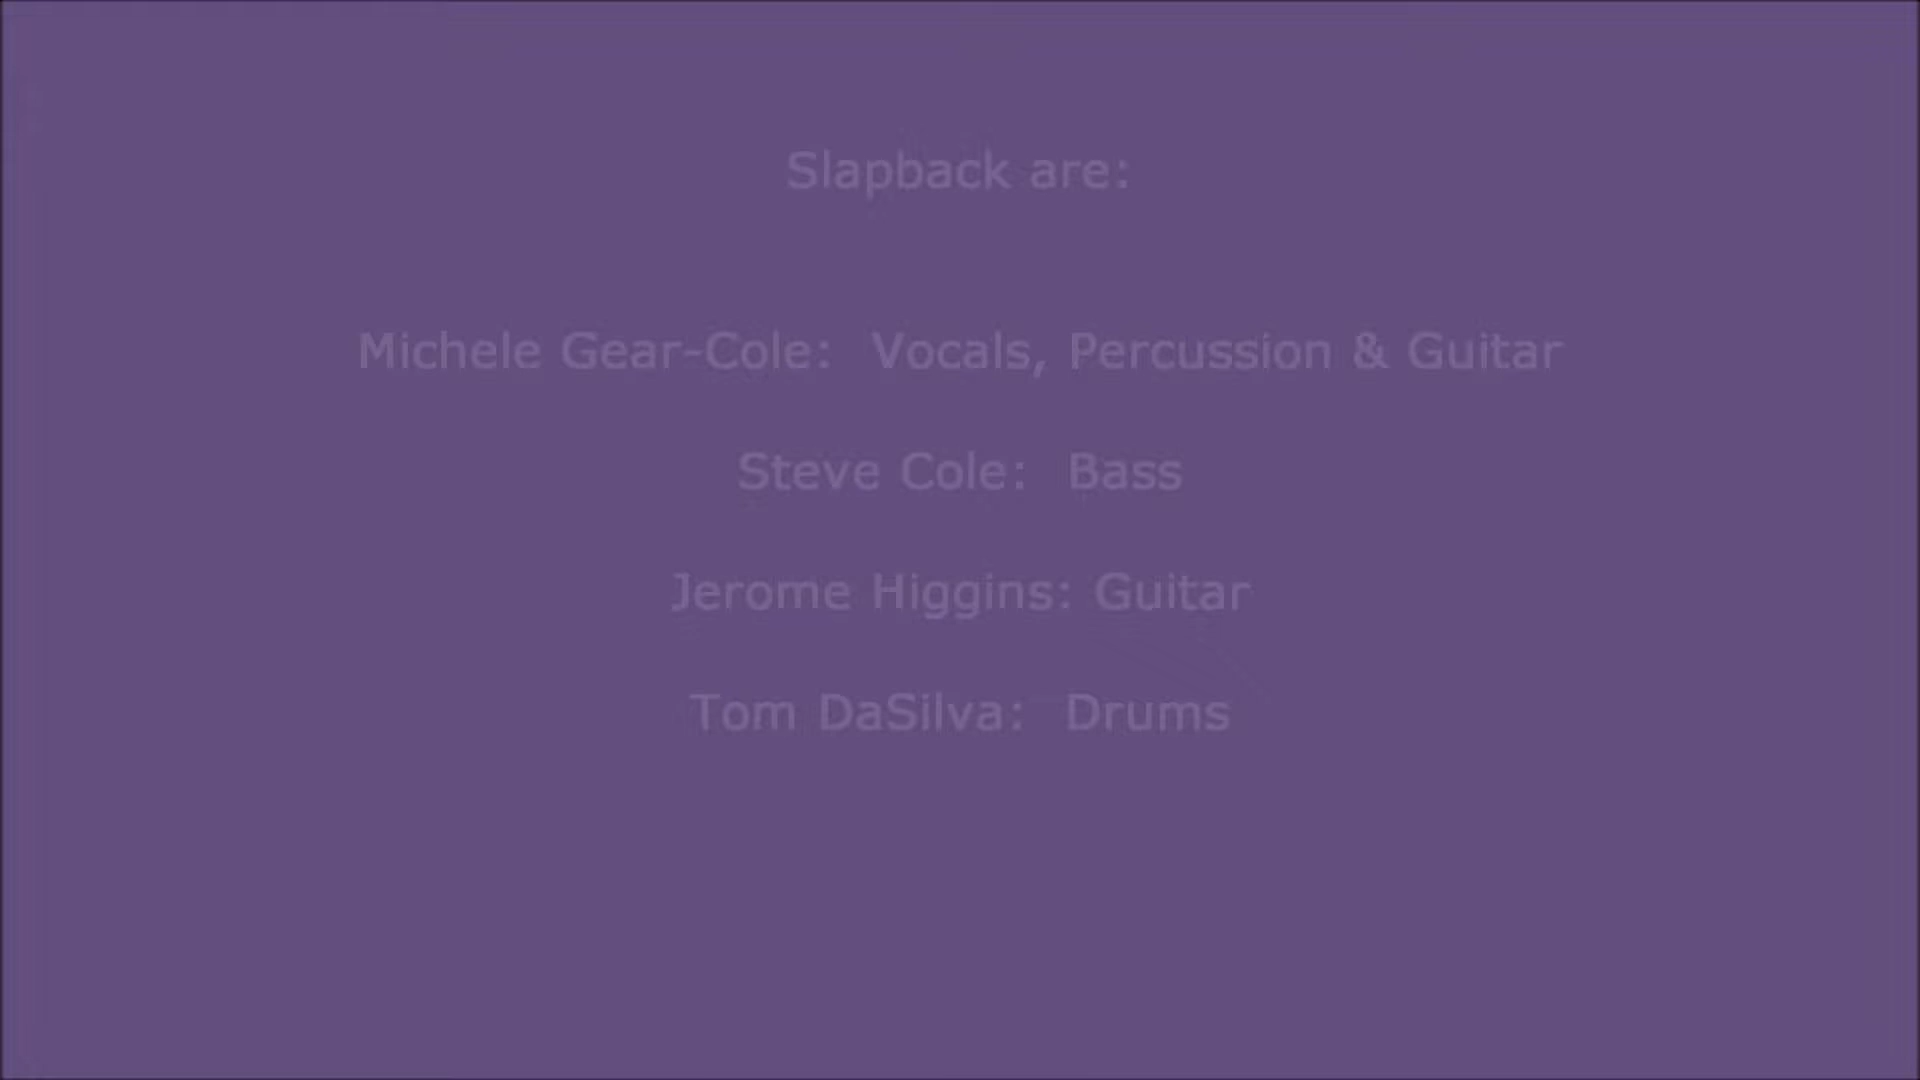 Slapback are:
Michele Gear-Cole: Vocals, Percussion & Guitar
Steve Cole: Bass
Jerome Higgins: Guitar
Tom DaSilva: Drums